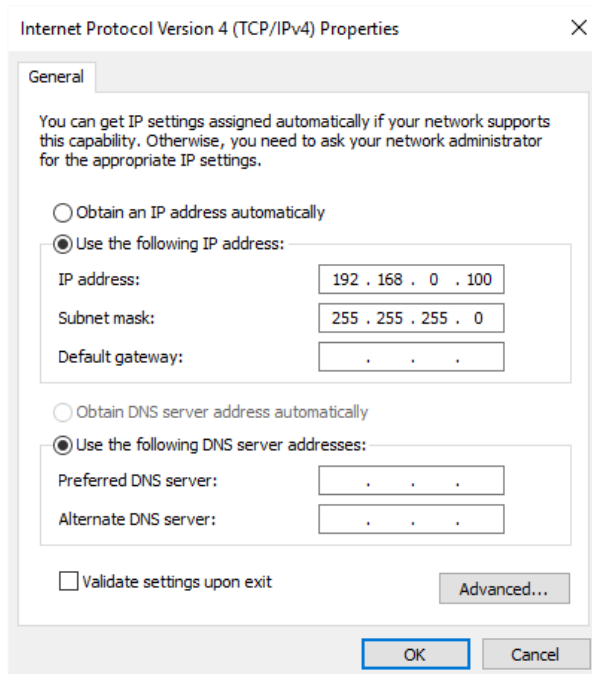 Internet Protocol Version 4 (TCP/IPv4) Properties
General
You can get IP settings assigned automatically if your network supports
this capability. Otherwise, you need to ask your network administrator
for the appropriate IP settings.
Obtain an IP address automatically
Use the following IP address:
IP address: 192 . 168 . 0 . 100
Subnet mask: 255 . 255 . 255 . 0
Default gateway: . . .
Obtain DNS server address automatically
Use the following DNS server addresses:
Preferred DNS server: . . .
Alternate DNS server: . . .
Validate settings upon exit
Advanced...
OK Cancel